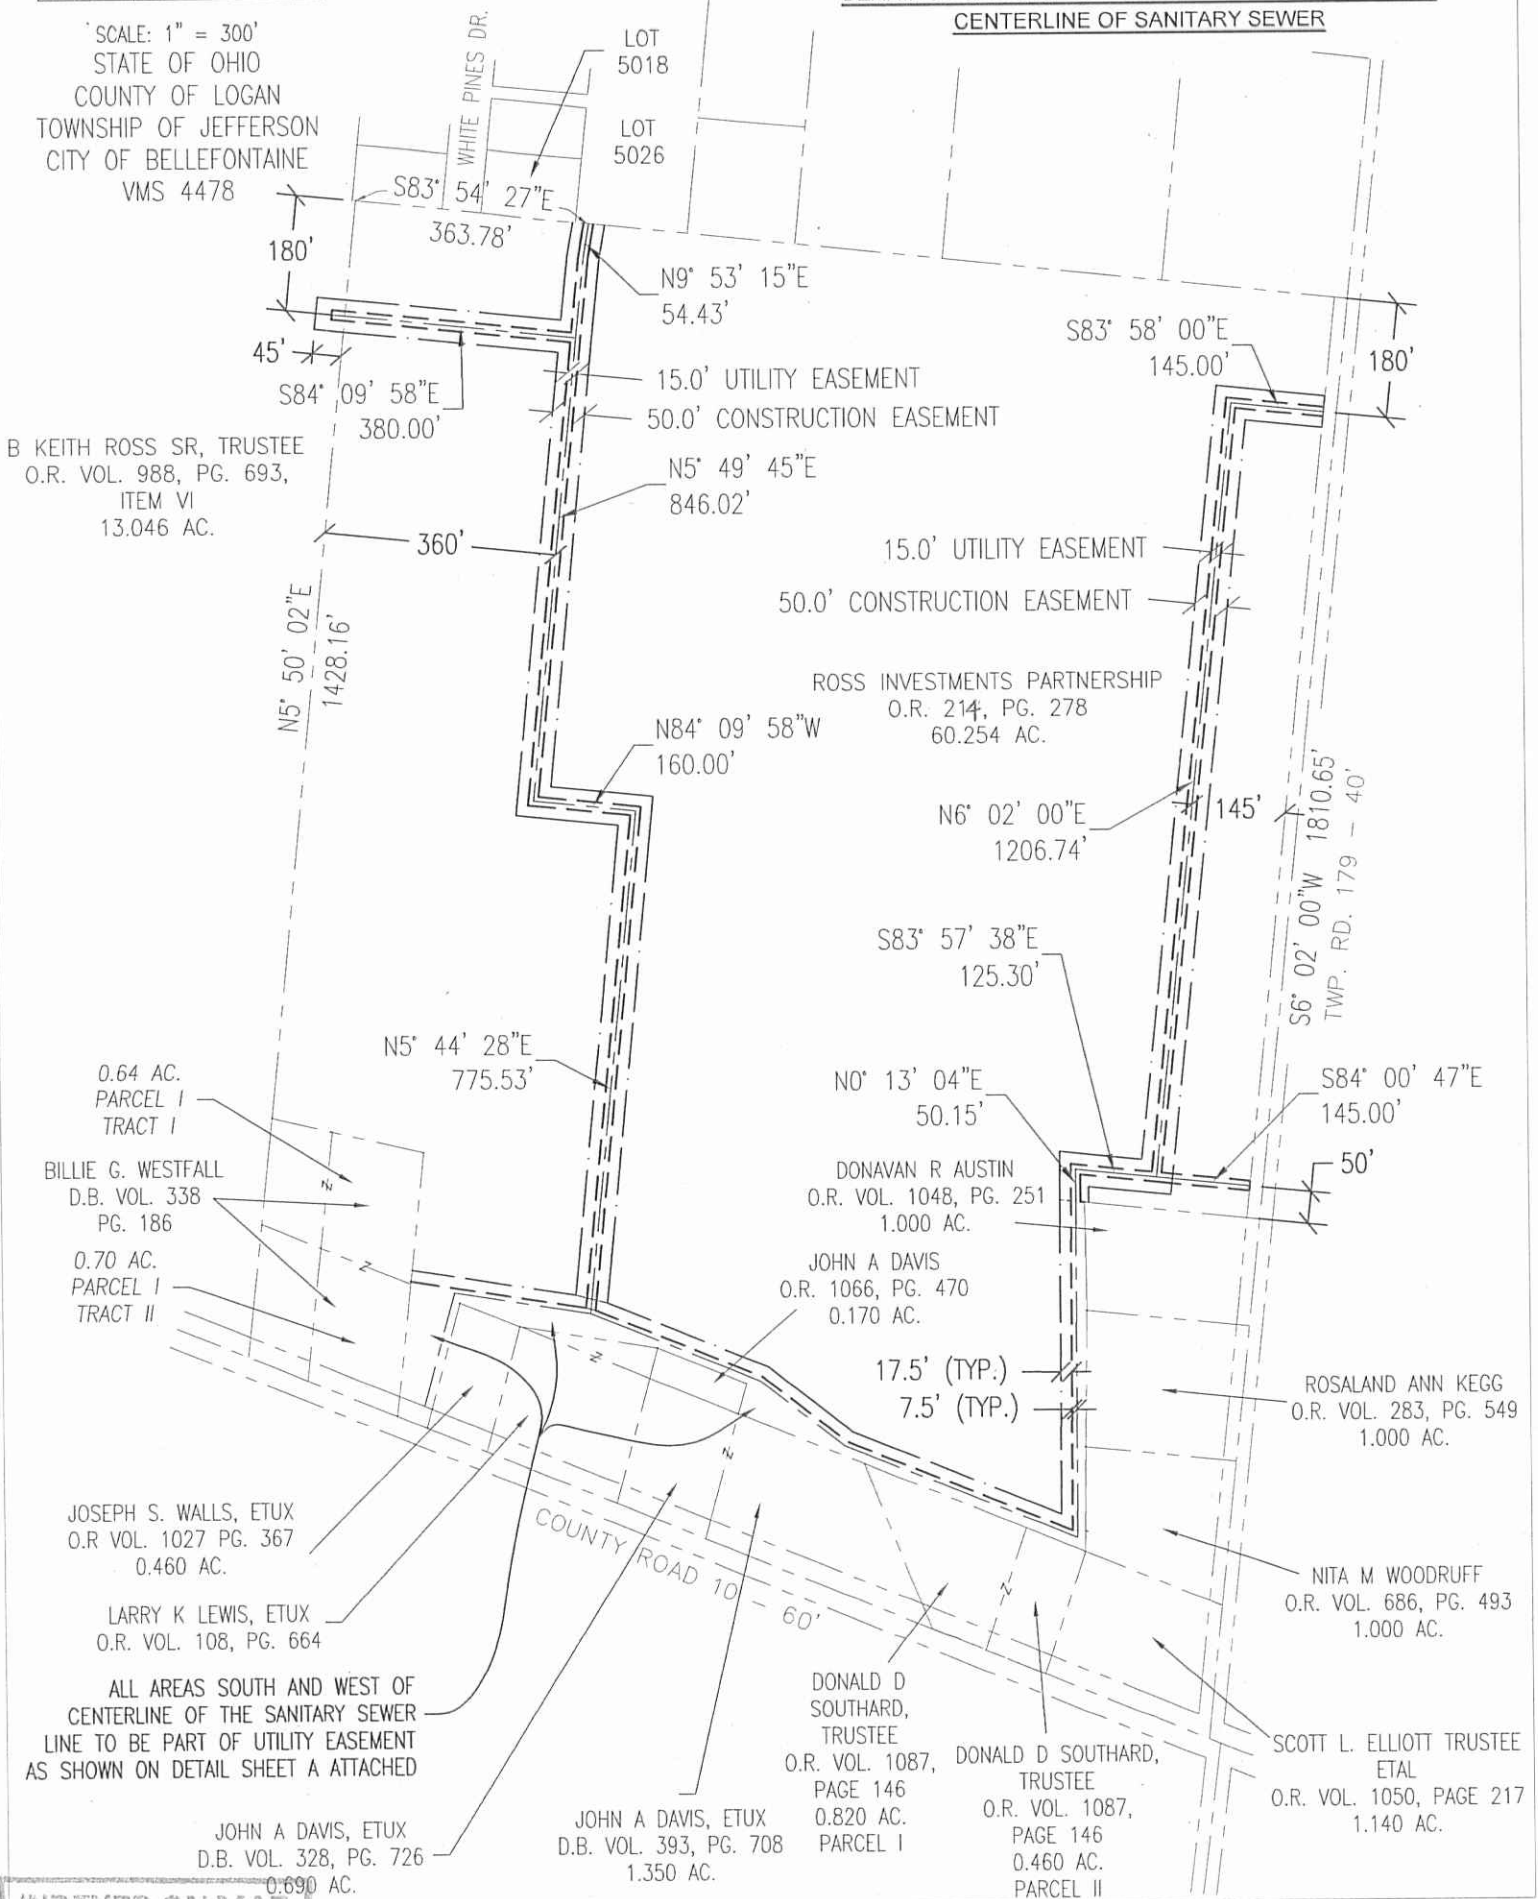 CENTERLINE OF SANITARY SEWER
SCALE: 1" = 300'
STATE OF OHIO
COUNTY OF LOGAN
TOWNSHIP OF JEFFERSON
CITY OF BELLEFONTAINE
VMS 4478
WHITE PINES DR.
LOT
5018
LOT
5026
S83° 54' 27"E
363.78'
180'
N9° 53' 15"E
54.43'
S83° 58' 00"E
145.00'
180'
45'
S84° 09' 58"E
380.00'
15.0' UTILITY EASEMENT
50.0' CONSTRUCTION EASEMENT
B KEITH ROSS SR, TRUSTEE
O.R. VOL. 988, PG. 693,
ITEM VI
13.046 AC.
N5° 49' 45"E
846.02'
360'
15.0' UTILITY EASEMENT
50.0' CONSTRUCTION EASEMENT
N5° 50' 02"E
1428.16'
ROSS INVESTMENTS PARTNERSHIP
O.R. 214, PG. 278
60.254 AC.
N84° 09' 58"W
160.00'
N6° 02' 00"E
1206.74'
145'
S6° 02' 00"W 1810.65'
TWP. RD. 179 - 40'
S83° 57' 38"E
125.30'
N5° 44' 28"E
775.53'
N0° 13' 04"E
50.15'
S84° 00' 47"E
145.00'
50'
0.64 AC.
PARCEL I
TRACT I
BILLIE G. WESTFALL
D.B. VOL. 338
PG. 186
0.70 AC.
PARCEL I
TRACT II
DONAVAN R AUSTIN
O.R. VOL. 1048, PG. 251
1.000 AC.
JOHN A DAVIS
O.R. 1066, PG. 470
0.170 AC.
17.5' (TYP.)
7.5' (TYP.)
ROSALAND ANN KEGG
O.R. VOL. 283, PG. 549
1.000 AC.
JOSEPH S. WALLS, ETUX
O.R VOL. 1027 PG. 367
0.460 AC.
COUNTY ROAD 10 - 60'
NITA M WOODRUFF
O.R. VOL. 686, PG. 493
1.000 AC.
LARRY K LEWIS, ETUX
O.R. VOL. 108, PG. 664
ALL AREAS SOUTH AND WEST OF
CENTERLINE OF THE SANITARY SEWER
LINE TO BE PART OF UTILITY EASEMENT
AS SHOWN ON DETAIL SHEET A ATTACHED
DONALD D
SOUTHARD,
TRUSTEE
O.R. VOL. 1087,
PAGE 146
0.820 AC.
PARCEL I
DONALD D SOUTHARD,
TRUSTEE
O.R. VOL. 1087,
PAGE 146
0.460 AC.
PARCEL II
SCOTT L. ELLIOTT TRUSTEE
ETAL
O.R. VOL. 1050, PAGE 217
1.140 AC.
JOHN A DAVIS, ETUX
D.B. VOL. 328, PG. 726
0.690 AC.
JOHN A DAVIS, ETUX
D.B. VOL. 393, PG. 708
1.350 AC.